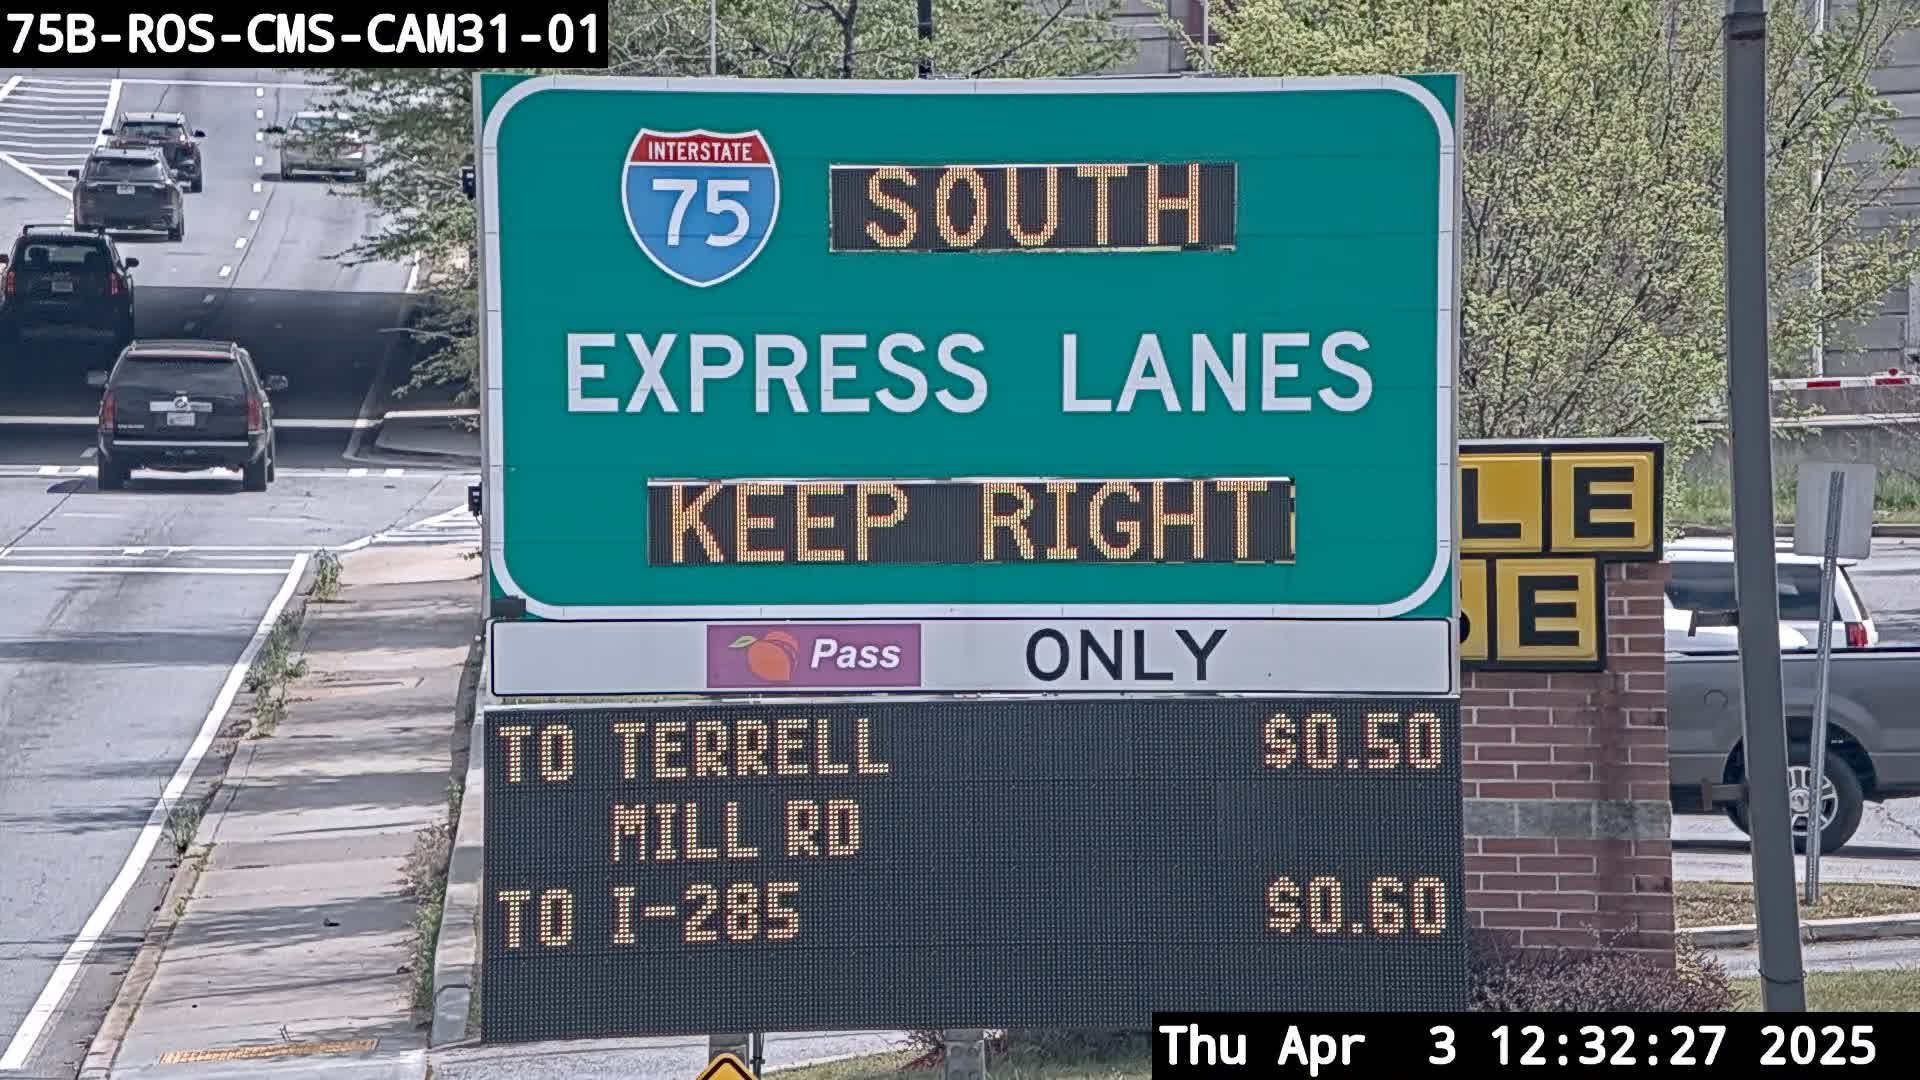 75B-ROS-CMS-CAM31-01
INTERSTATE
75
SOUTH
EXPRESS LANES
KEEP RIGHT
Pass ONLY
TO TERRELL $0.50
MILL RD
TO I-285 $0.60
LE
E
Thu Apr 3 12:32:27 2025